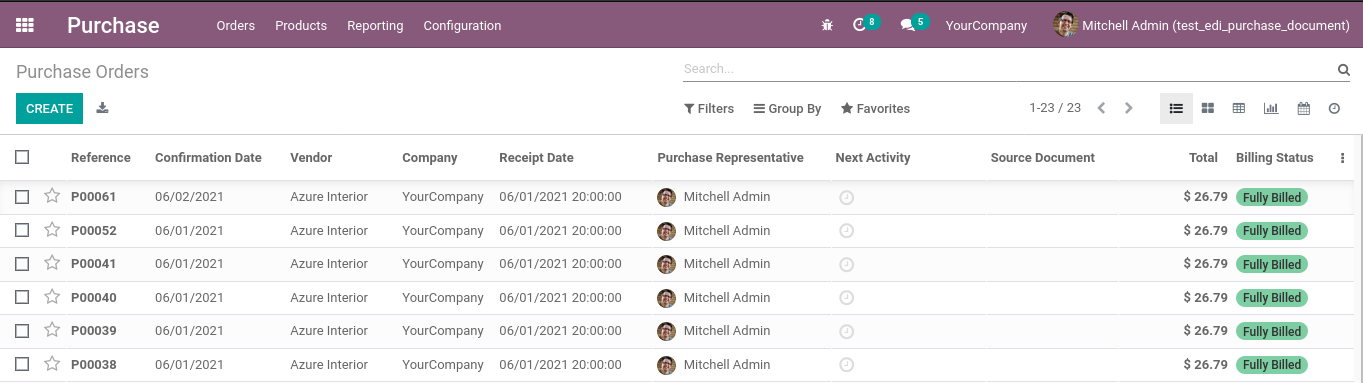 Purchase Orders Products Reporting Configuration 8 5 YourCompany Mitchell Admin (test_edi_purchase_document)
Purchase Orders Search...
CREATE Filters Group By Favorites 1-23 / 23
Reference Confirmation Date Vendor Company Receipt Date Purchase Representative Next Activity Source Document Total Billing Status
P00061 06/02/2021 Azure Interior YourCompany 06/01/2021 20:00:00 Mitchell Admin $ 26.79 Fully Billed
P00052 06/01/2021 Azure Interior YourCompany 06/01/2021 20:00:00 Mitchell Admin $ 26.79 Fully Billed
P00041 06/01/2021 Azure Interior YourCompany 06/01/2021 20:00:00 Mitchell Admin $ 26.79 Fully Billed
P00040 06/01/2021 Azure Interior YourCompany 06/01/2021 20:00:00 Mitchell Admin $ 26.79 Fully Billed
P00039 06/01/2021 Azure Interior YourCompany 06/01/2021 20:00:00 Mitchell Admin $ 26.79 Fully Billed
P00038 06/01/2021 Azure Interior YourCompany 06/01/2021 20:00:00 Mitchell Admin $ 26.79 Fully Billed